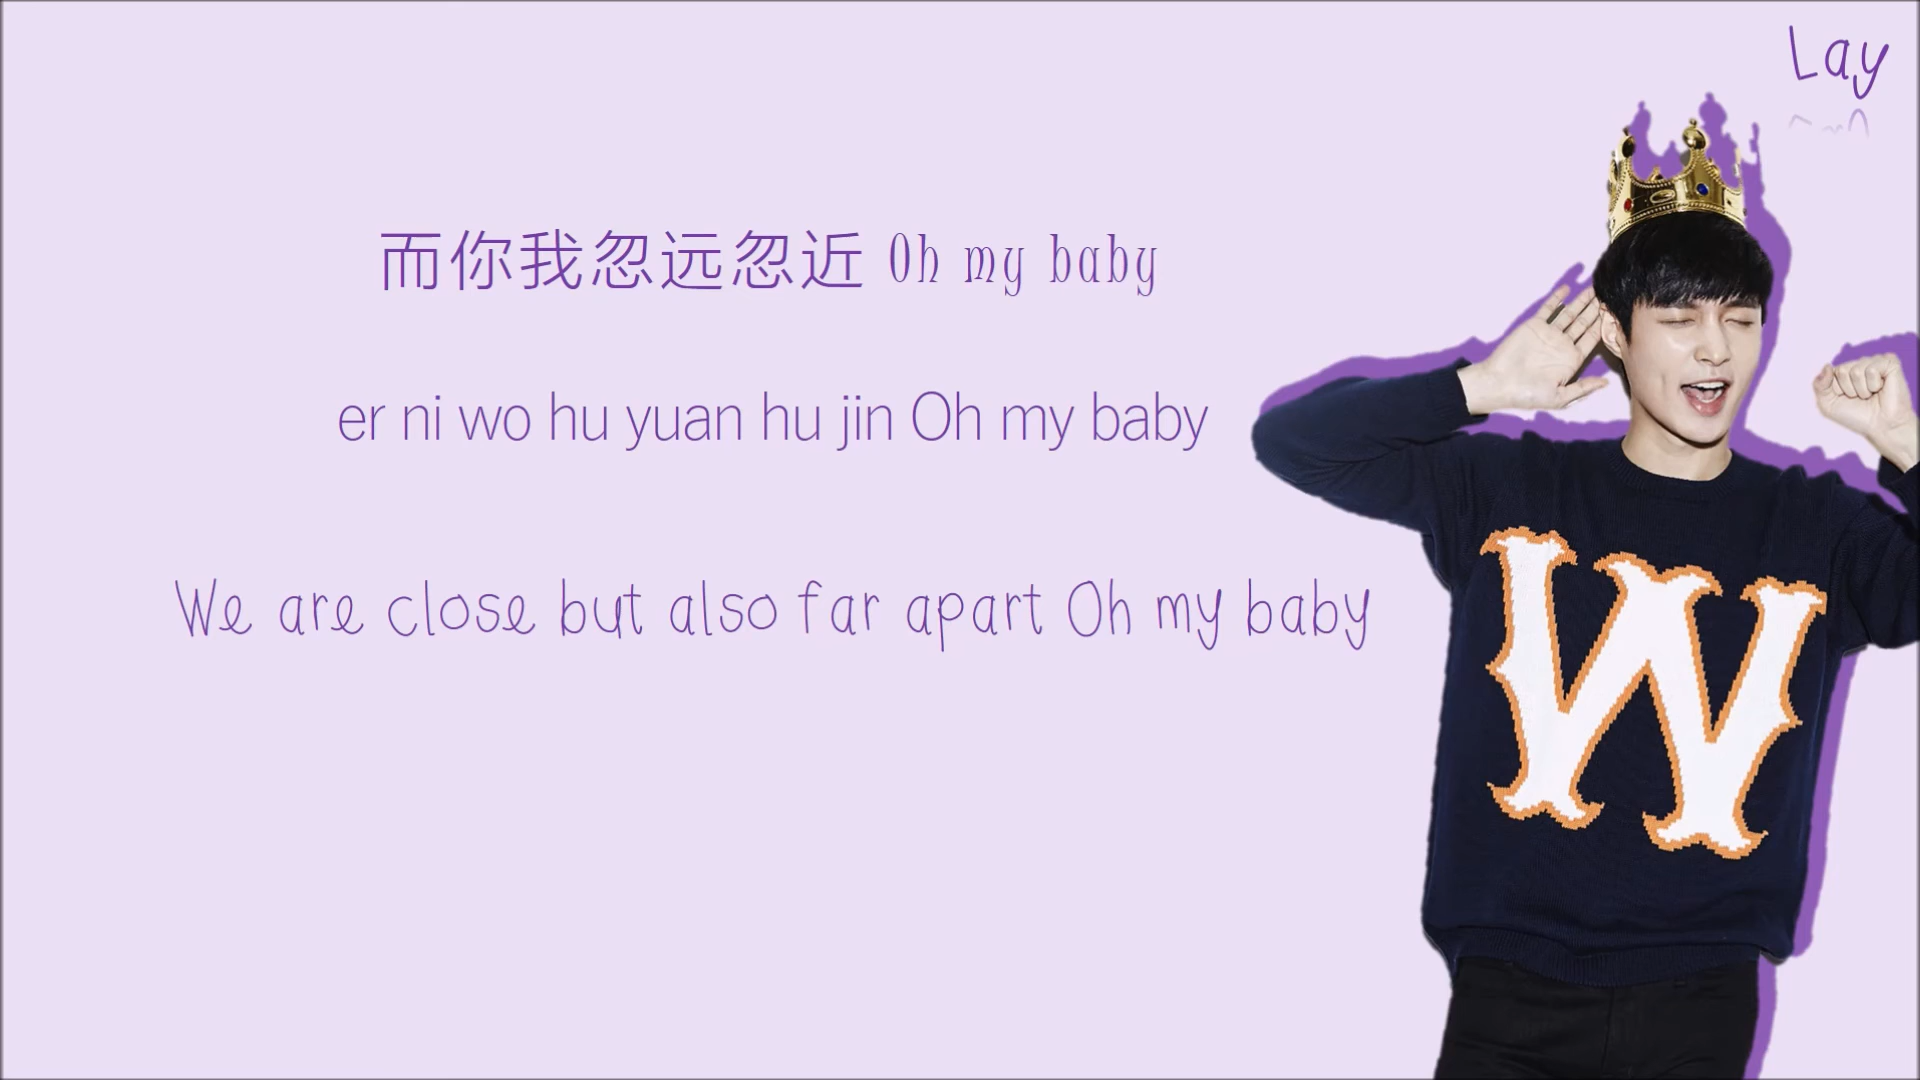 Lay
而你我忽远忽近 Oh my baby
er ni wo hu yuan hu jin Oh my baby
We are close but also far apart Oh my baby
W